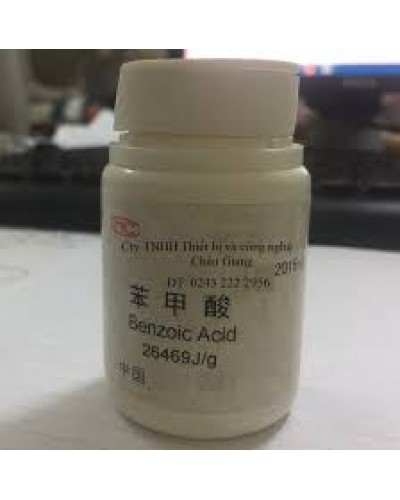 Cty TNHH Thiết bị và công nghệ
Châu Giang
ĐT: 0243 222 2956
苯甲酸
Benzoic Acid
26469J/g
中国